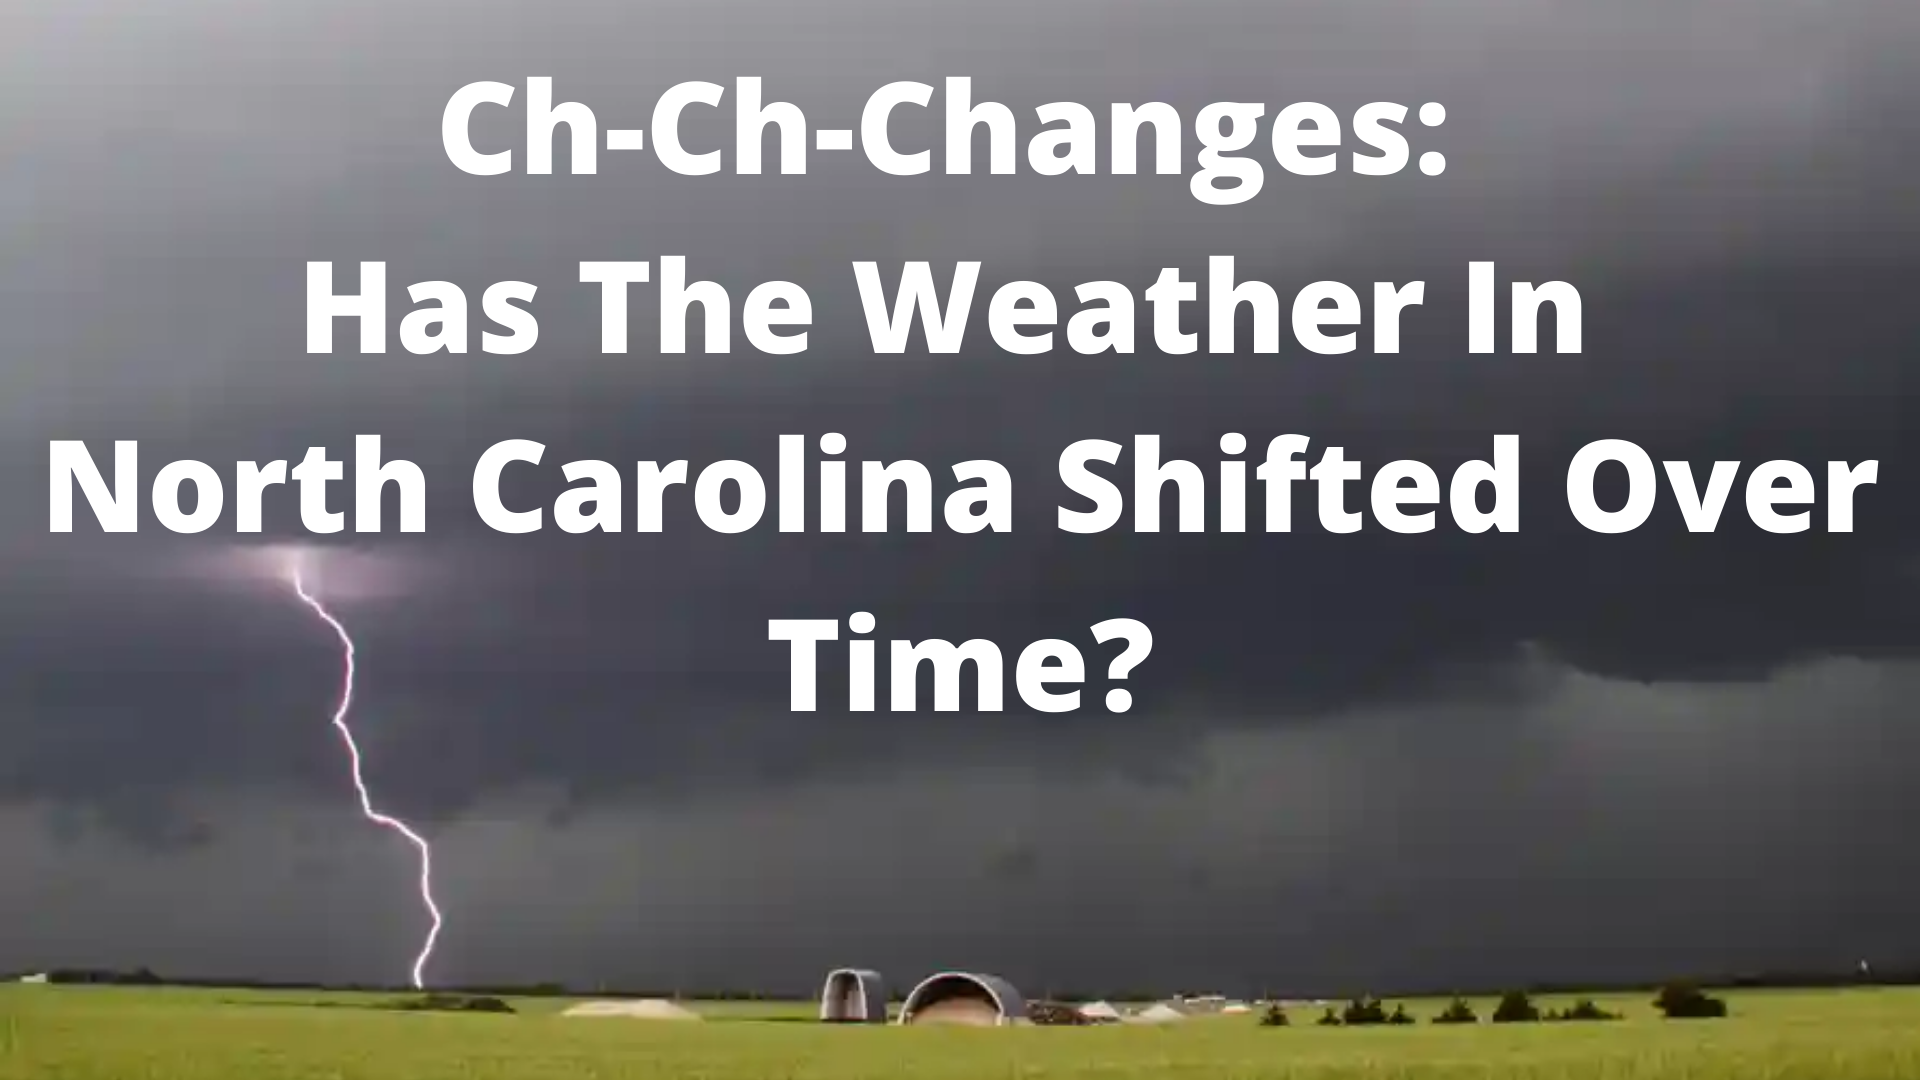 Ch-Ch-Changes:
Has The Weather In
North Carolina Shifted Over
Time?